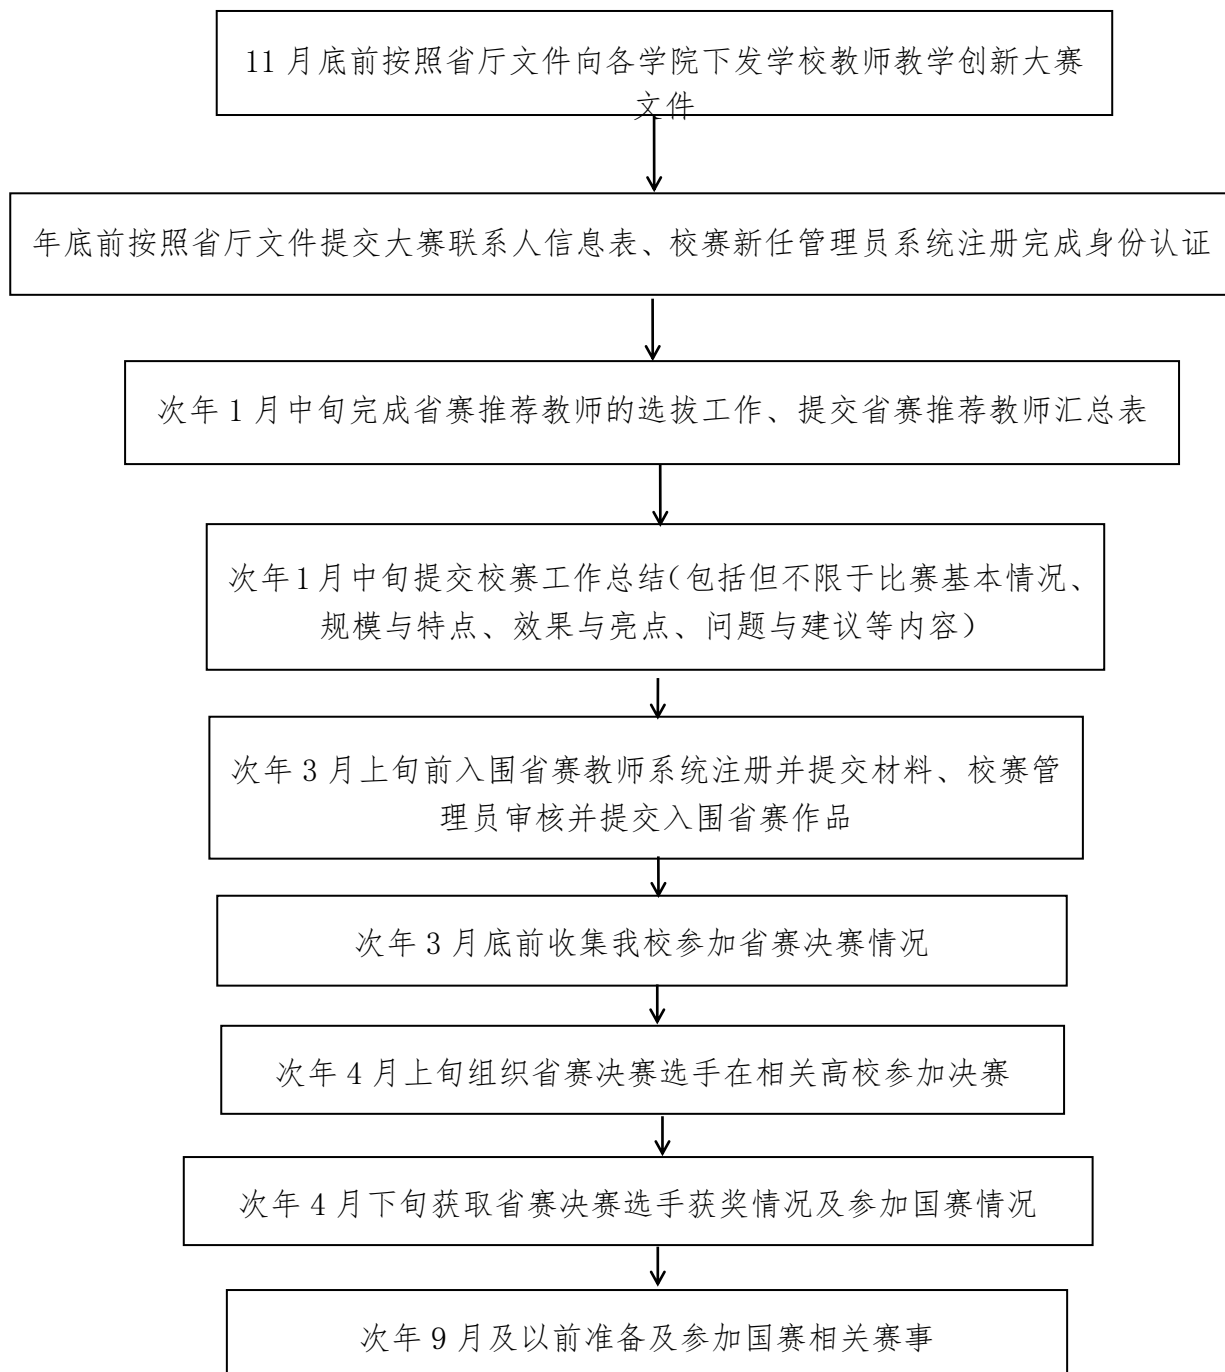 11 月底前按照省厅文件向各学院下发学校教师教学创新大赛
文件
年底前按照省厅文件提交大赛联系人信息表、校赛新任管理员系统注册完成身份认证
次年 1 月中旬完成省赛推荐教师的选拔工作、提交省赛推荐教师汇总表
次年 1 月中旬提交校赛工作总结（包括但不限于比赛基本情况、
规模与特点、效果与亮点、问题与建议等内容）
次年 3 月上旬前入围省赛教师系统注册并提交材料、校赛管
理员审核并提交入围省赛作品
次年 3 月底前收集我校参加省赛决赛情况
次年 4 月上旬组织省赛决赛选手在相关高校参加决赛
次年 4 月下旬获取省赛决赛选手获奖情况及参加国赛情况
次年 9 月及以前准备及参加国赛相关赛事